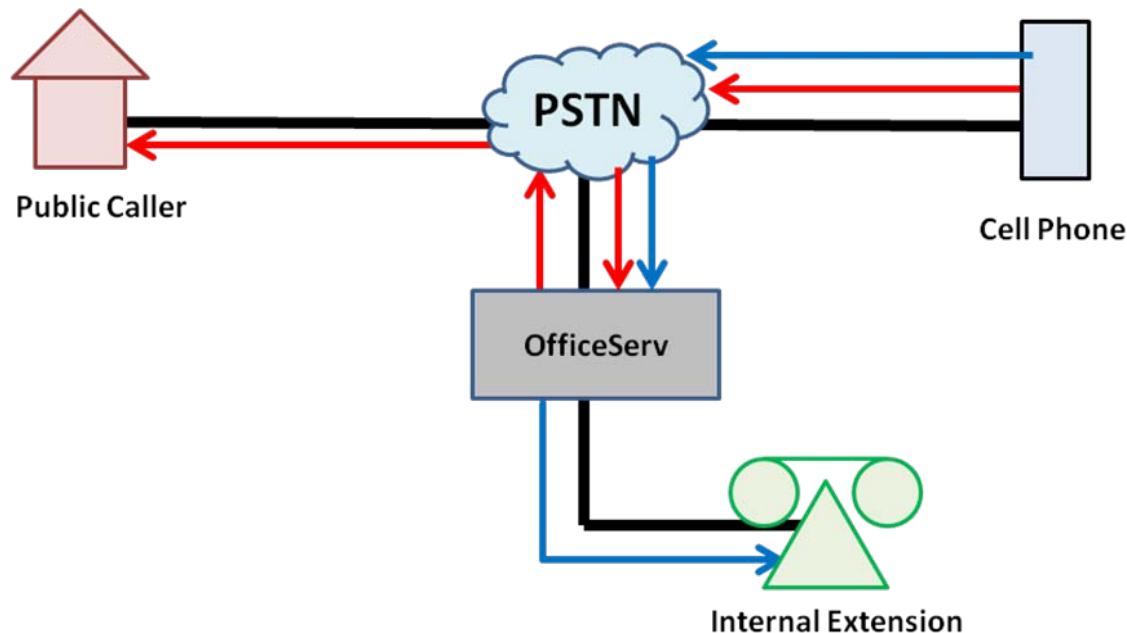 PSTN
Public Caller
Cell Phone
OfficeServ
Internal Extension